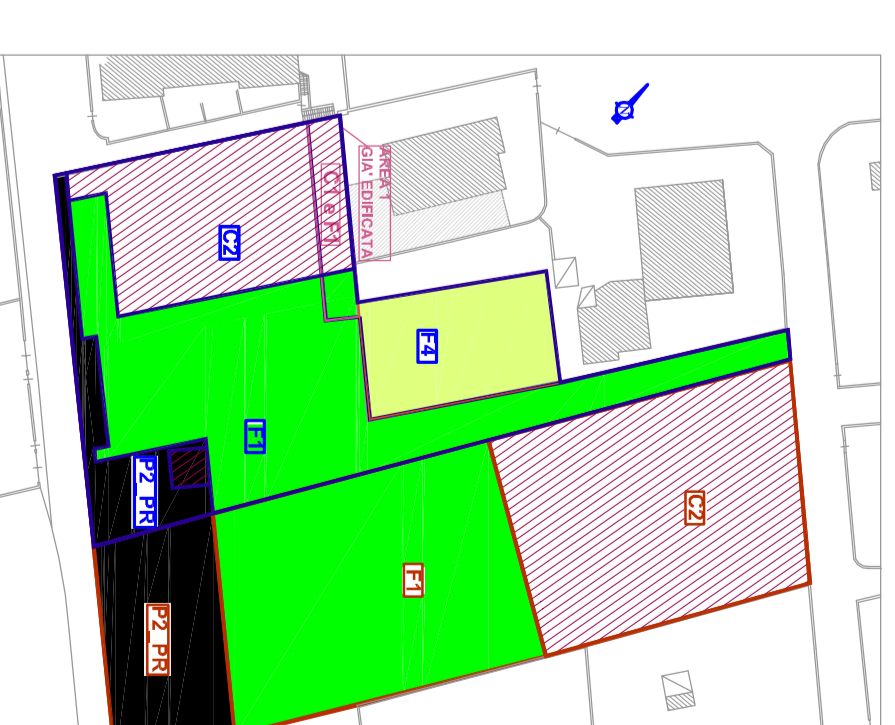 AREA 1
GIA' EDIFICATA
C1 e F1
C2
F4
F1
P2_PR
C2
F1
P2_PR